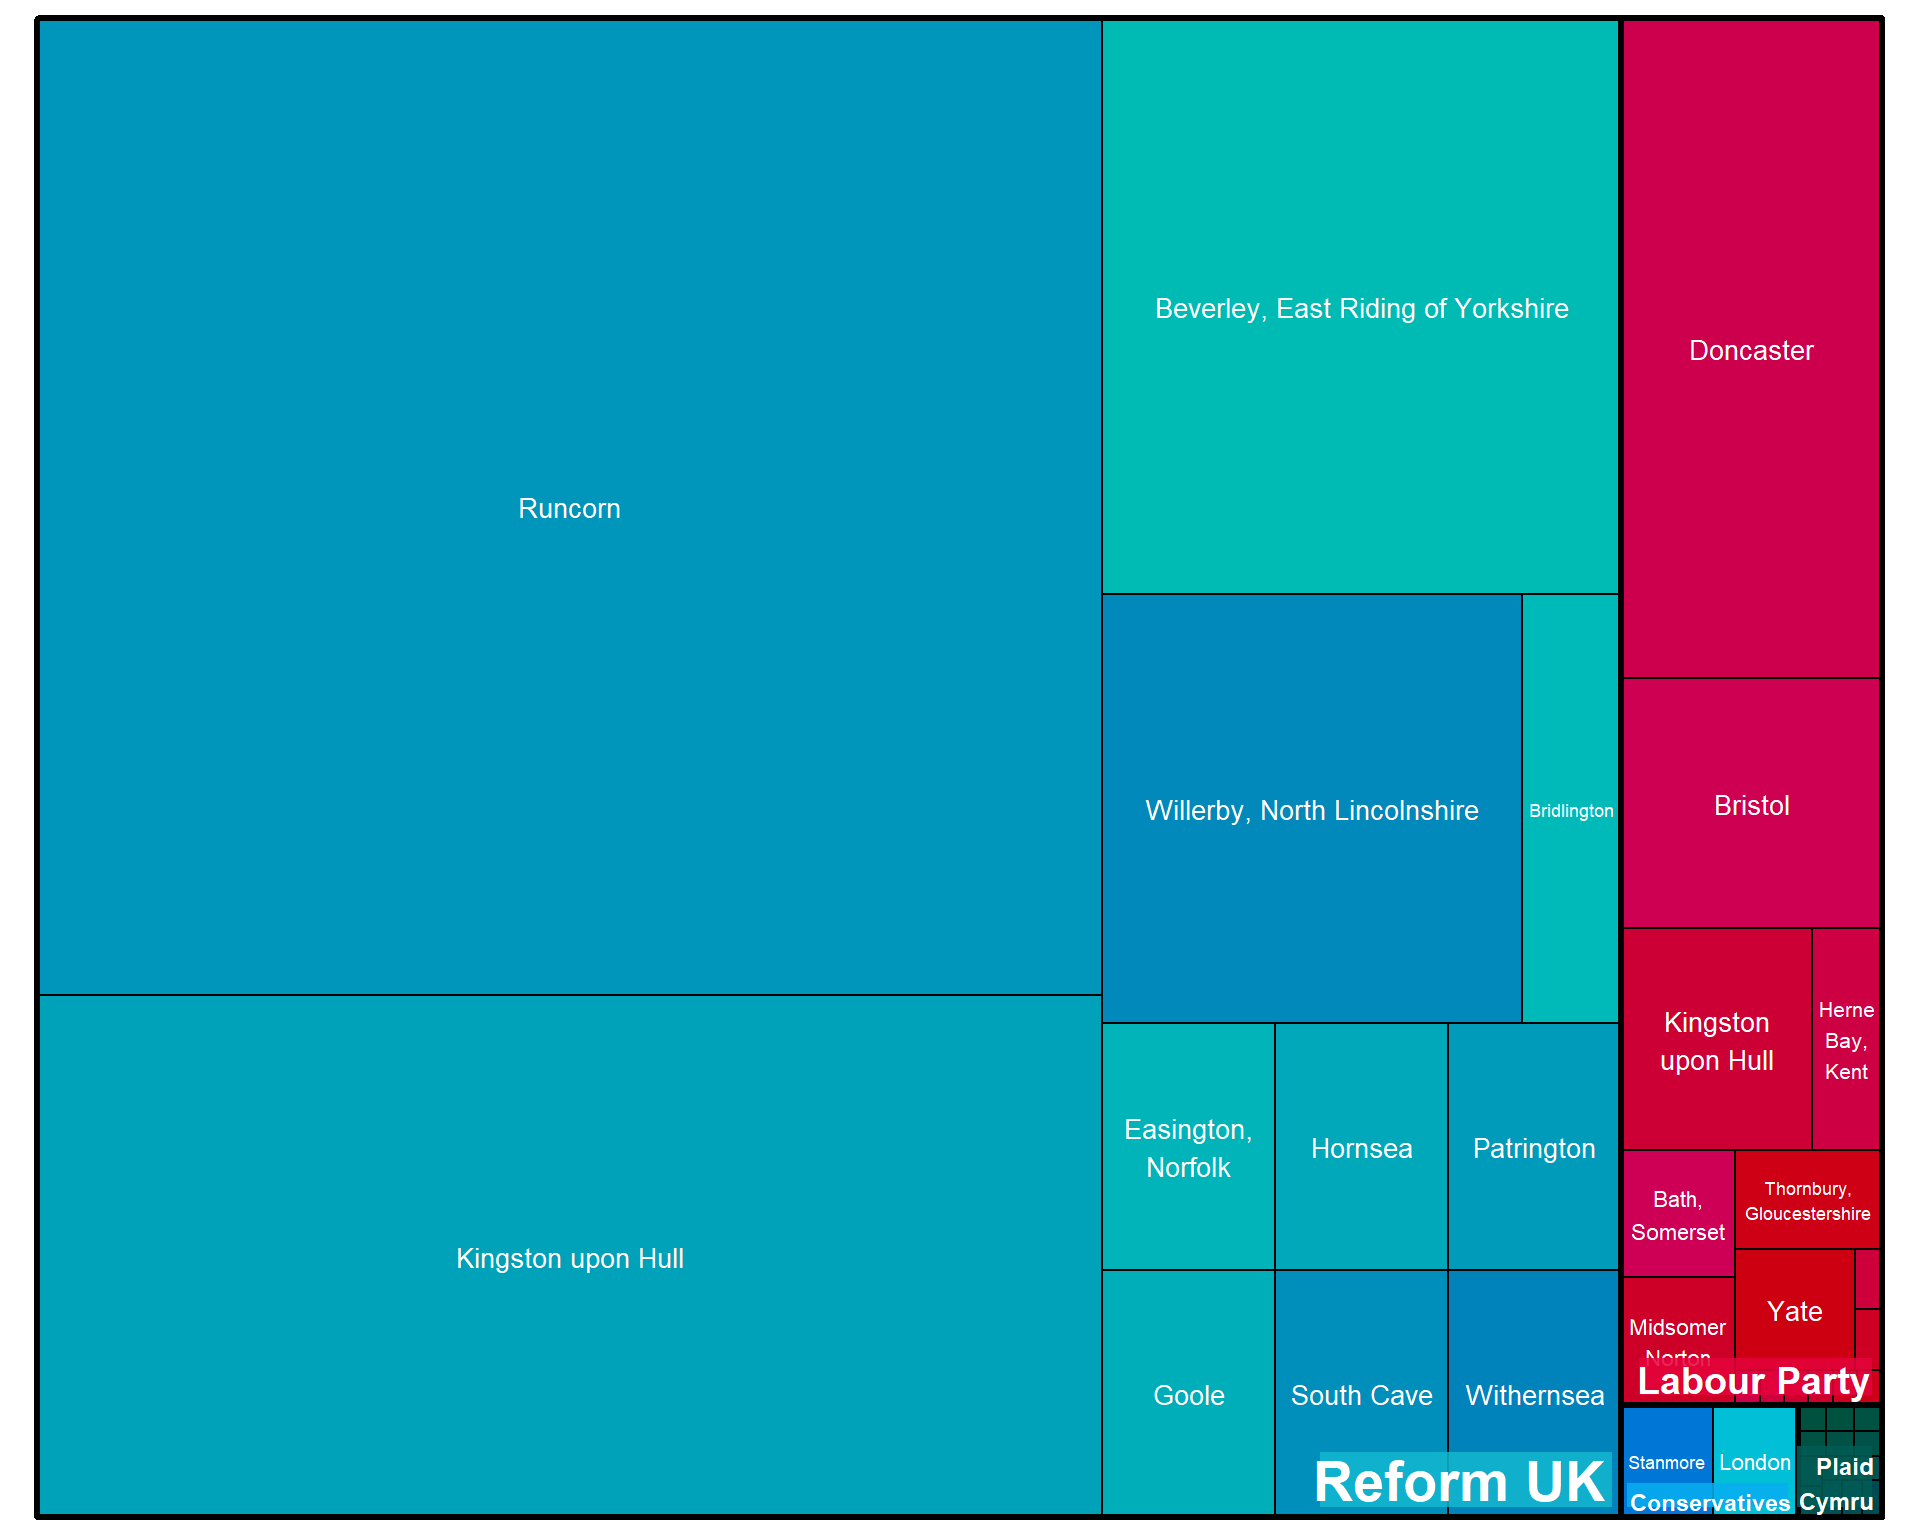 Runcorn
Kingston upon Hull
Beverley, East Riding of Yorkshire
Willerby, North Lincolnshire
Bridlington
Easington,
Norfolk
Hornsea
Patrington
Goole
South Cave
Withernsea
Reform UK
Doncaster
Bristol
Kingston
upon Hull
Herne
Bay,
Kent
Bath,
Somerset
Thornbury,
Gloucestershire
Midsomer
Norton
Yate
Labour Party
Stanmore
London
Conservatives
Plaid
Cymru